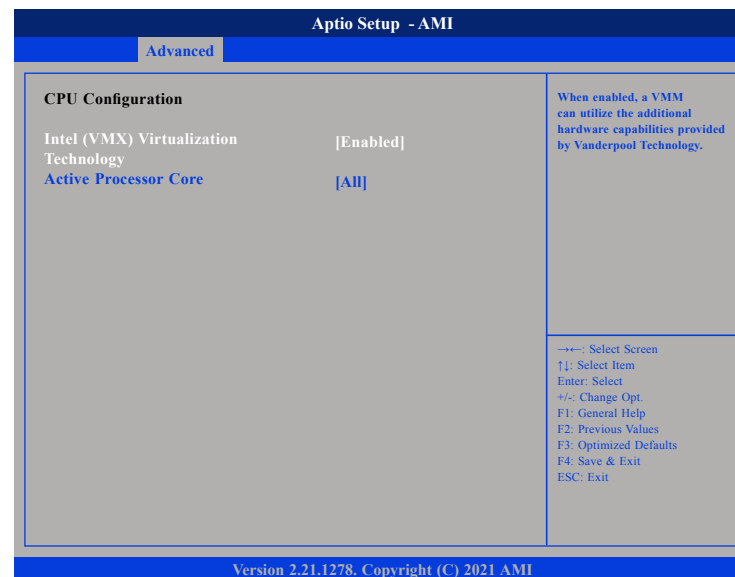 Aptio Setup - AMI
Advanced
CPU Configuration
Intel (VMX) Virtualization
Technology
[Enabled]
Active Processor Core
[All]
When enabled, a VMM
can utilize the additional
hardware capabilities provided
by Vanderpool Technology.
→←: Select Screen
↑↓: Select Item
Enter: Select
+/-: Change Opt.
F1: General Help
F2: Previous Values
F3: Optimized Defaults
F4: Save & Exit
ESC: Exit
Version 2.21.1278. Copyright (C) 2021 AMI